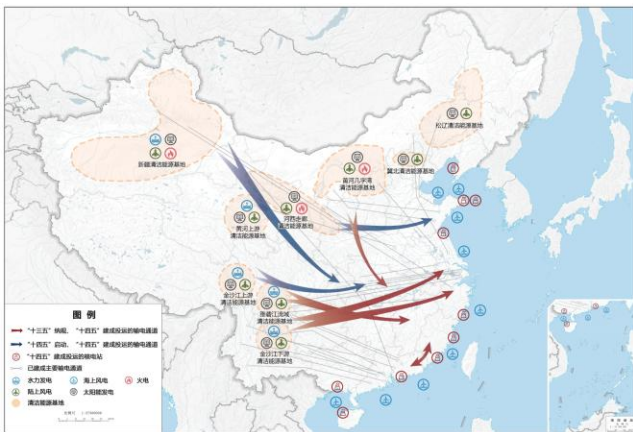 松辽清洁能源基地
新疆清洁能源基地
黄河几字弯
清洁能源基地
冀北清洁能源基地
河西走廊
清洁能源基地
黄河上游
清洁能源基地
金沙江上游
清洁能源基地
雅砻江流域
清洁能源基地
金沙江下游
清洁能源基地
图 例
"十三五"结转、"十四五"建成投运的输电通道
"十四五"启动、"十四五"建成投运的输电通道
"十四五"建成投运的核电站
已建成主要输电通道
水力发电 海上风电 火电
陆上风电 太阳能发电
清洁能源基地